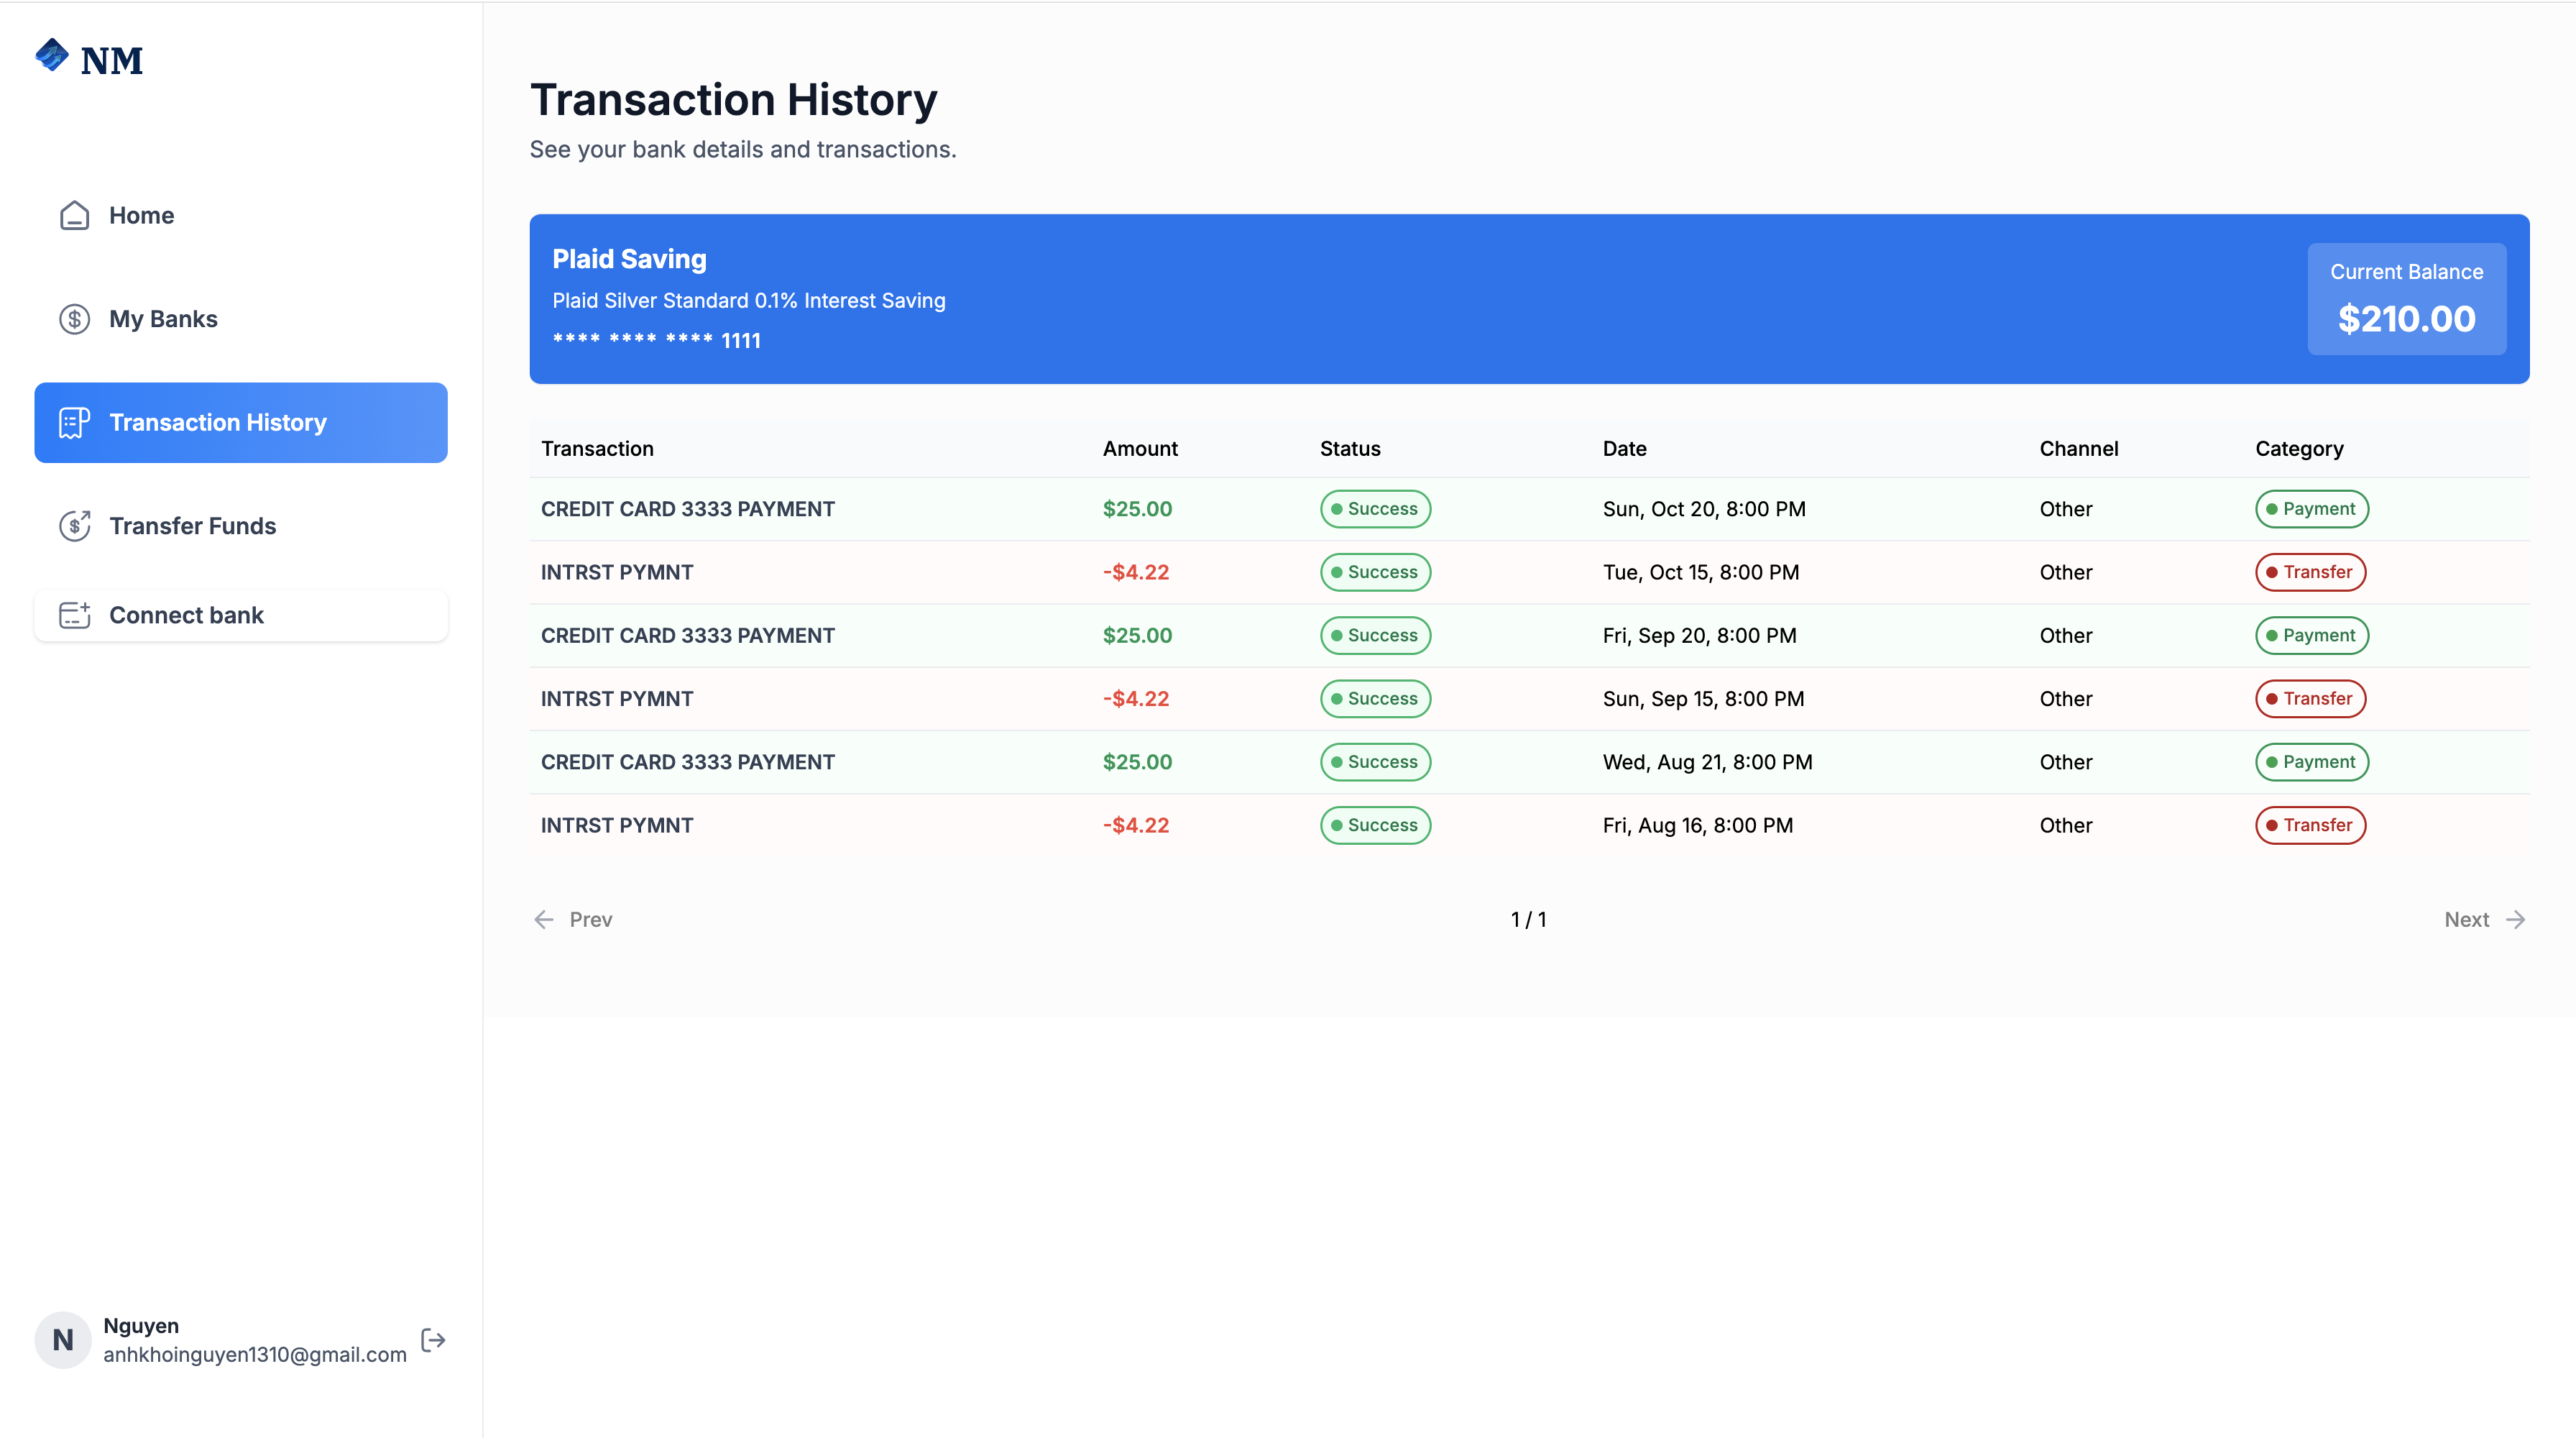 NM
Home
My Banks
Transaction History
Transfer Funds
Connect bank
Nguyen
anhkhoinguyen1310@gmail.com
Transaction History
See your bank details and transactions.
Plaid Saving
Plaid Silver Standard 0.1% Interest Saving
**** **** **** 1111
Current Balance
$210.00
Transaction Amount Status Date Channel Category
CREDIT CARD 3333 PAYMENT $25.00 Success Sun, Oct 20, 8:00 PM Other Payment
INTRST PYMNT -$4.22 Success Tue, Oct 15, 8:00 PM Other Transfer
CREDIT CARD 3333 PAYMENT $25.00 Success Fri, Sep 20, 8:00 PM Other Payment
INTRST PYMNT -$4.22 Success Sun, Sep 15, 8:00 PM Other Transfer
CREDIT CARD 3333 PAYMENT $25.00 Success Wed, Aug 21, 8:00 PM Other Payment
INTRST PYMNT -$4.22 Success Fri, Aug 16, 8:00 PM Other Transfer
Prev 1 / 1 Next
N